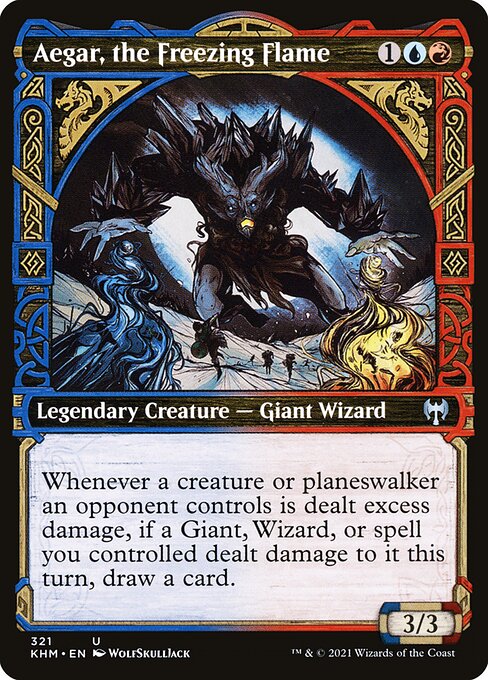 Aegar, the Freezing Flame 1
Legendary Creature — Giant Wizard
Whenever a creature or planeswalker
an opponent controls is dealt excess
damage, if a Giant, Wizard, or spell
you controlled dealt damage to it this
turn, draw a card.
3/3
321 U
KHM • EN WolfSkullJack
™ & © 2021 Wizards of the Coast